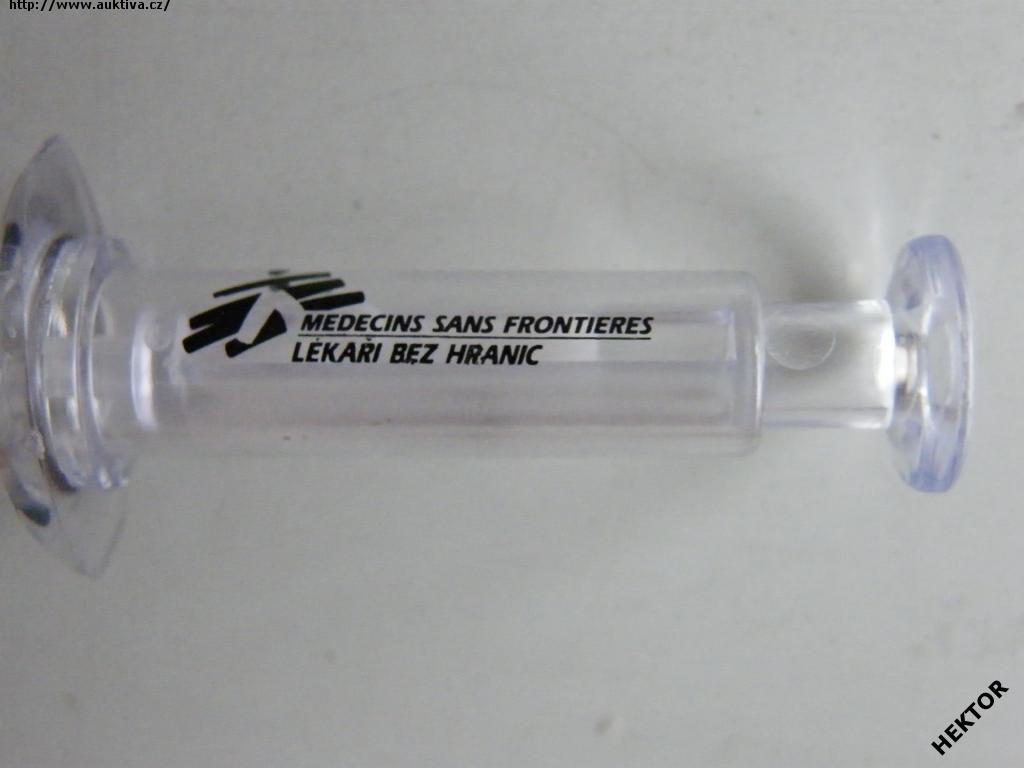 http://www.auktiva.cz/
MEDECINS SANS FRONTIERES
LÉKAŘI BEZ HRANIC
HEKTOR